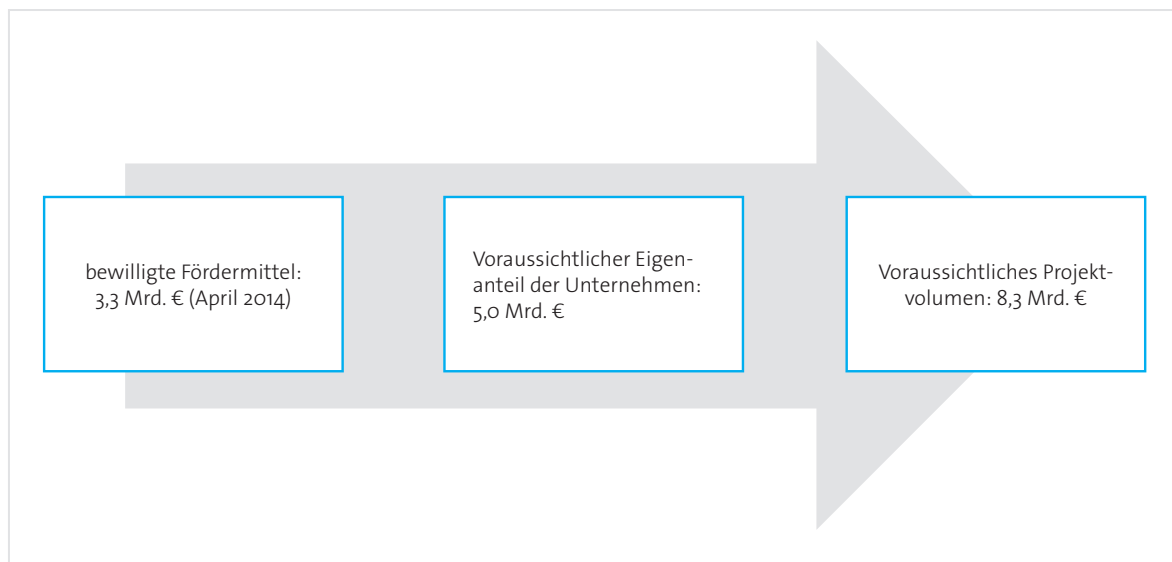 bewilligte Fördermittel:
3,3 Mrd. € (April 2014)
Voraussichtlicher Eigen-
anteil der Unternehmen:
5,0 Mrd. €
Voraussichtliches Projekt-
volumen: 8,3 Mrd. €